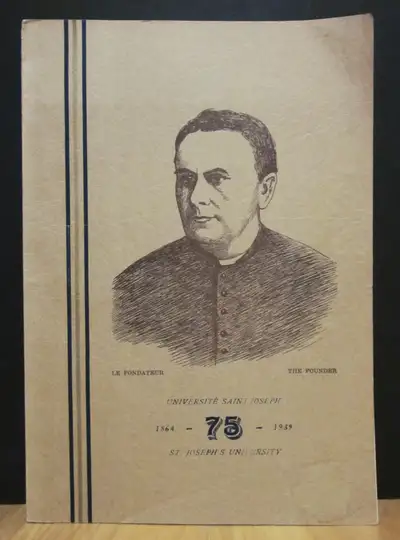 LE FONDATEUR THE FOUNDER
UNIVERSITÉ SAINT JOSEPH
1864 - 75 - 1939
ST. JOSEPH'S UNIVERSITY